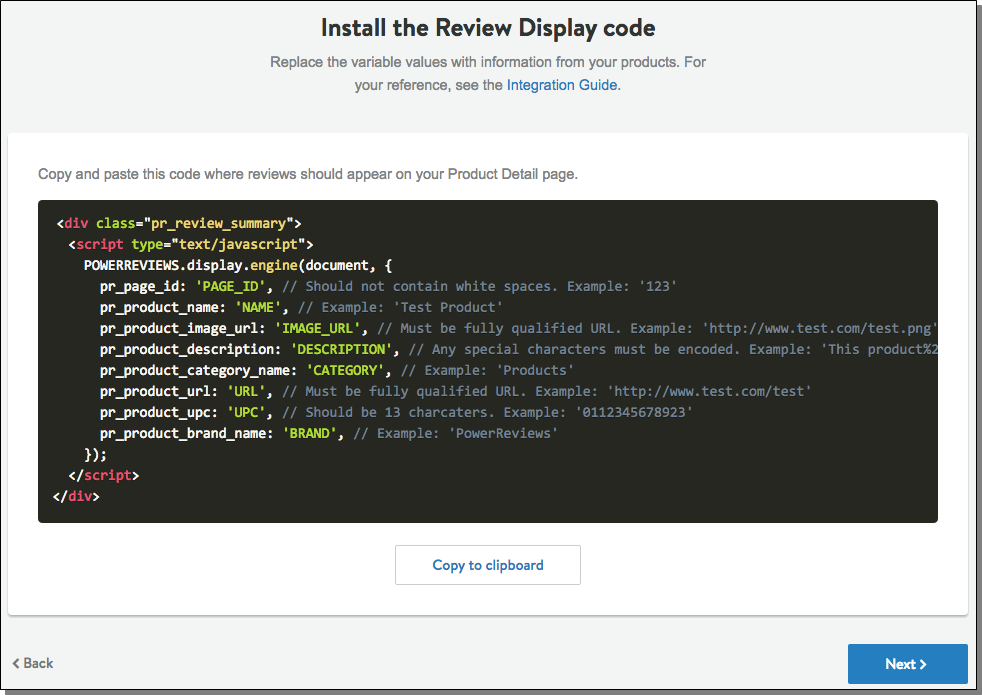 Install the Review Display code
Replace the variable values with information from your products. For
your reference, see the Integration Guide.
Copy and paste this code where reviews should appear on your Product Detail page.
<div class="pr_review_summary">
<script type="text/javascript">
POWERREVIEWS.display.engine(document, {
pr_page_id: 'PAGE_ID', // Should not contain white spaces. Example: '123'
pr_product_name: 'NAME', // Example: 'Test Product'
pr_product_image_url: 'IMAGE_URL', // Must be fully qualified URL. Example: 'http://www.test.com/test.png'
pr_product_description: 'DESCRIPTION', // Any special characters must be encoded. Example: 'This product%2
pr_product_category_name: 'CATEGORY', // Example: 'Products'
pr_product_url: 'URL', // Must be fully qualified URL. Example: 'http://www.test.com/test'
pr_product_upc: 'UPC', // Should be 13 charcaters. Example: '0112345678923'
pr_product_brand_name: 'BRAND', // Example: 'PowerReviews'
});
</script>
</div>
Copy to clipboard
Back
Next